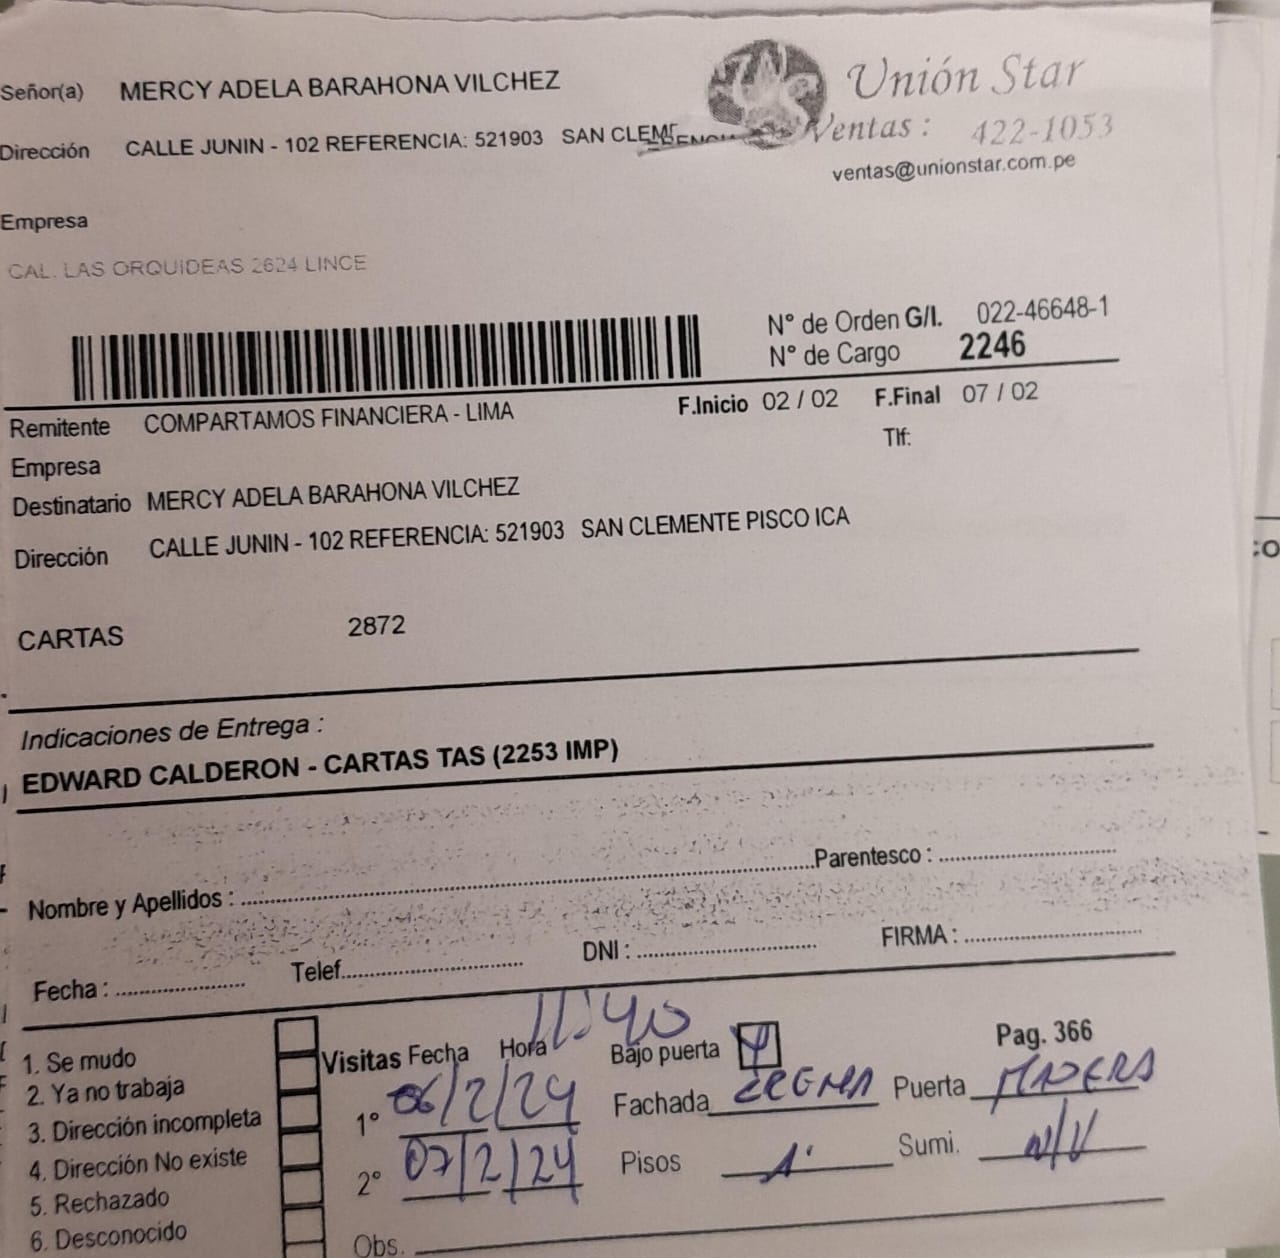 Unión Star
Señor(a) MERCY ADELA BARAHONA VILCHEZ
Ventas : 422-1053
Dirección CALLE JUNIN - 102 REFERENCIA: 521903 SAN CLEME
ventas@unionstar.com.pe
Empresa
CAL. LAS ORQUIDEAS 2624 LINCE
N° de Orden G/I. 022-46648-1
N° de Cargo 2246
F.Inicio 02 / 02 F.Final 07 / 02
Remitente COMPARTAMOS FINANCIERA - LIMA
Tlf:
Empresa
Destinatario MERCY ADELA BARAHONA VILCHEZ
Dirección CALLE JUNIN - 102 REFERENCIA: 521903 SAN CLEMENTE PISCO ICA
CARTAS 2872
Indicaciones de Entrega :
EDWARD CALDERON - CARTAS TAS (2253 IMP)
Nombre y Apellidos : Parentesco :
Fecha : Telef. DNI : FIRMA :
11:40
Pag. 366
1. Se mudo Visitas Fecha Hora Bajo puerta
2. Ya no trabaja 1° 06/2/24 Fachada CREMA Puerta MADERA
3. Dirección incompleta
4. Dirección No existe 2° 07/2/24 Pisos 1° Sumi. N/V
5. Rechazado
6. Desconocido Obs.